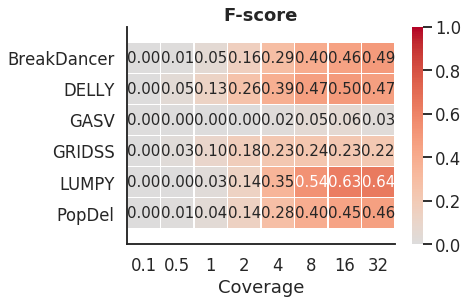 F-score
BreakDancer 0.00 0.01 0.05 0.16 0.29 0.40 0.46 0.49
DELLY 0.00 0.05 0.13 0.26 0.39 0.47 0.50 0.47
GASV 0.00 0.00 0.00 0.00 0.02 0.05 0.06 0.03
GRIDSS 0.00 0.03 0.10 0.18 0.23 0.24 0.23 0.22
LUMPY 0.00 0.00 0.03 0.14 0.35 0.54 0.63 0.64
PopDel 0.00 0.01 0.04 0.14 0.28 0.40 0.45 0.46
0.1 0.5 1 2 4 8 16 32
Coverage
1.0
0.8
0.6
0.4
0.2
0.0